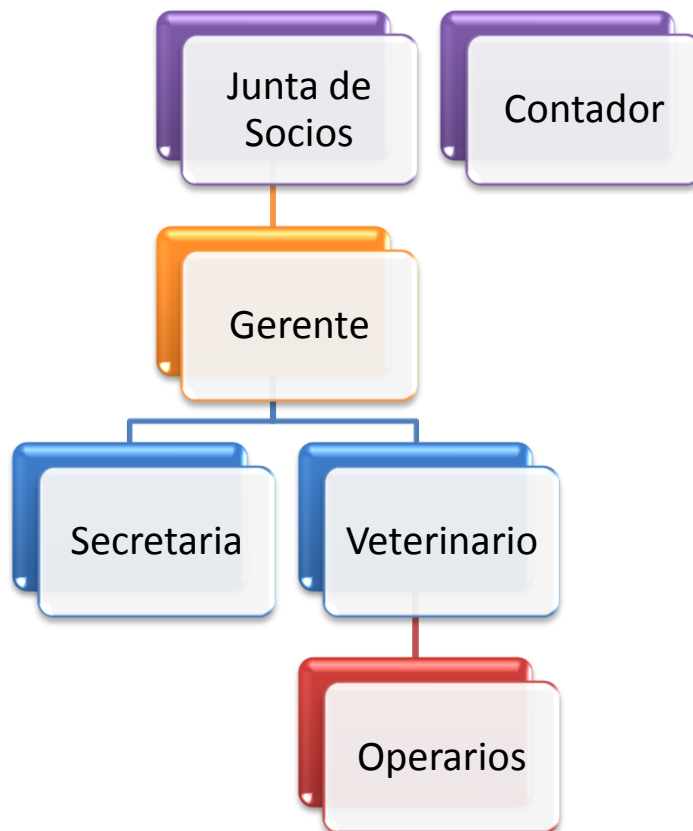 Junta de
Socios
Contador
Gerente
Secretaria
Veterinario
Operarios